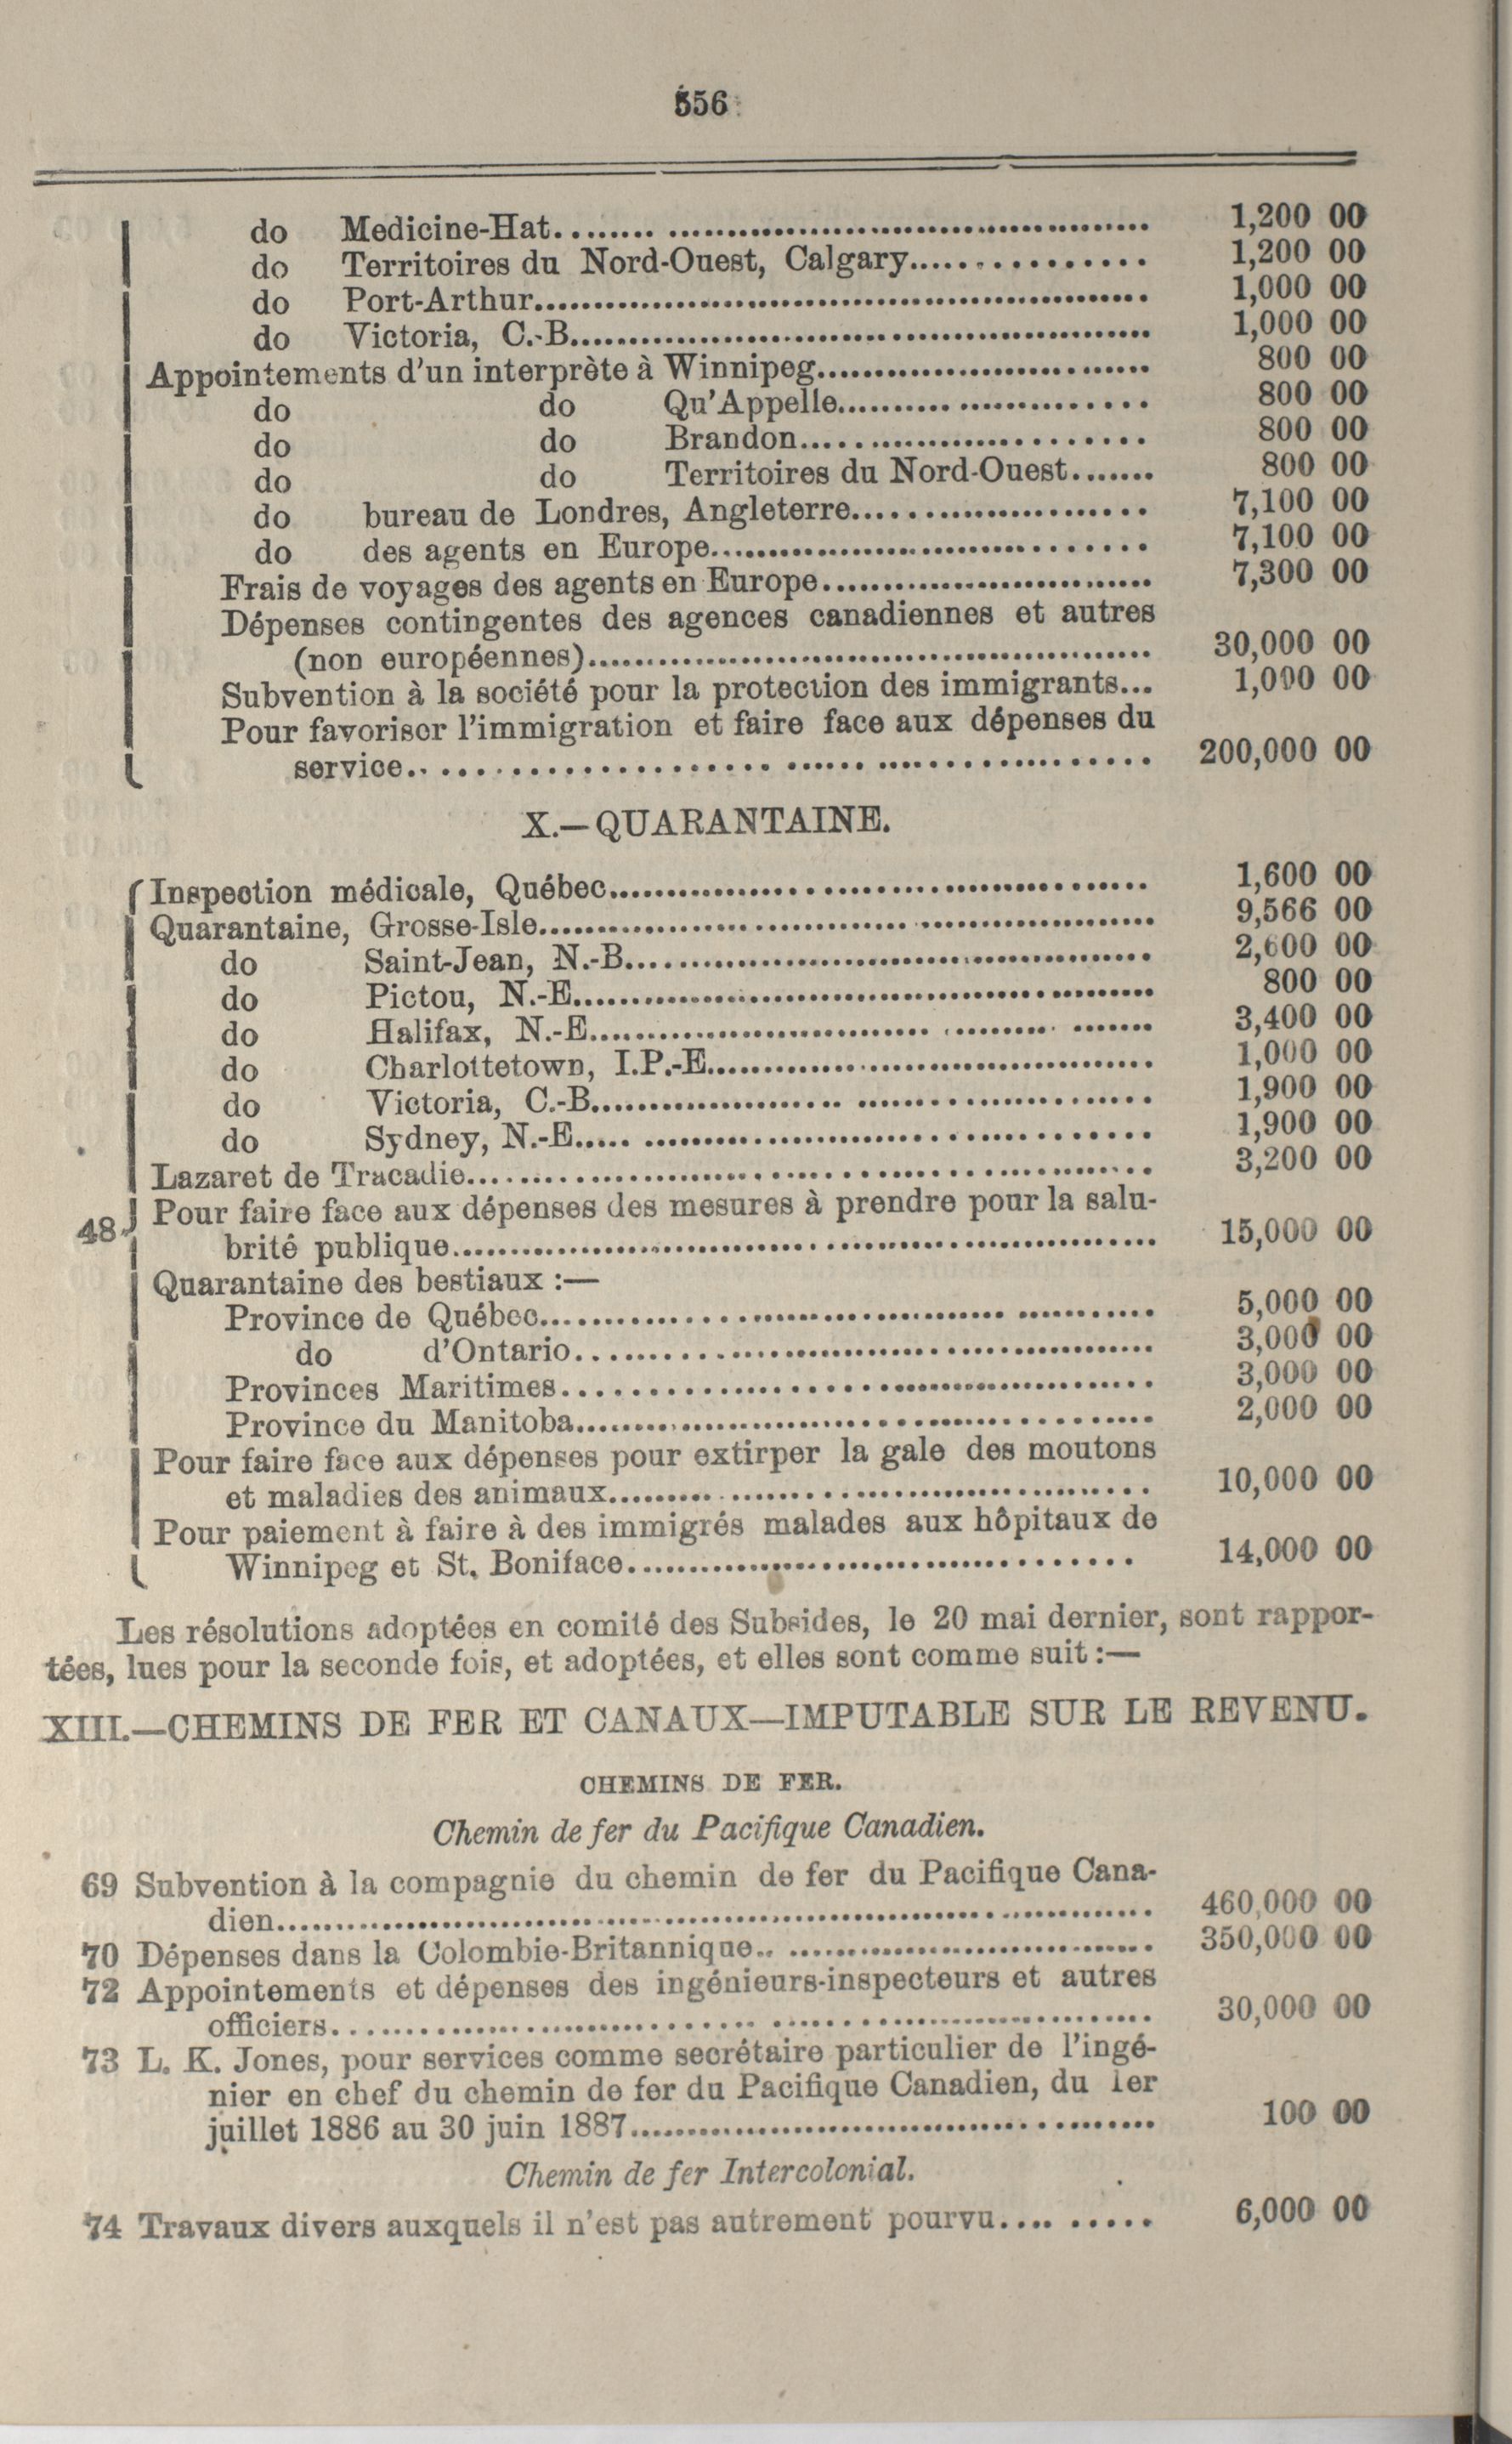 556
do Medicine-Hat........ 1,200 00
do Territoires du Nord-Ouest, Calgary........ 1,200 00
do Port-Arthur........ 1,000 00
do Victoria, C.-B........ 1,000 00
Appointements d'un interprète à Winnipeg........ 800 00
do do Qu'Appelle........ 800 00
do do Brandon........ 800 00
do do Territoires du Nord-Ouest....... 800 00
do bureau de Londres, Angleterre........ 7,100 00
do des agents en Europe........ 7,100 00
Frais de voyages des agents en Europe........ 7,300 00
Dépenses contingentes des agences canadiennes et autres
(non européennes)........ 30,000 00
Subvention à la société pour la protection des immigrants... 1,000 00
Pour favoriser l'immigration et faire face aux dépenses du
service........ 200,000 00
X.—QUARANTAINE.
Inspection médicale, Québec........ 1,600 00
Quarantaine, Grosse-Isle........ 9,566 00
do Saint-Jean, N.-B........ 2,600 00
do Pictou, N.-E........ 800 00
do Halifax, N.-E........ 3,400 00
do Charlottetown, I.P.-E........ 1,000 00
do Victoria, C.-B........ 1,900 00
do Sydney, N.-E........ 1,900 00
Lazaret de Tracadie........ 3,200 00
48 Pour faire face aux dépenses des mesures à prendre pour la salu-
brité publique........ 15,000 00
Quarantaine des bestiaux :—
Province de Québec........ 5,000 00
do d'Ontario........ 3,000 00
Provinces Maritimes........ 3,000 00
Province du Manitoba........ 2,000 00
Pour faire face aux dépenses pour extirper la gale des moutons
et maladies des animaux........ 10,000 00
Pour paiement à faire à des immigrés malades aux hôpitaux de
Winnipeg et St. Boniface........ 14,000 00
Les résolutions adoptées en comité des Subsides, le 20 mai dernier, sont rappor-
tées, lues pour la seconde fois, et adoptées, et elles sont comme suit :—
XIII.—CHEMINS DE FER ET CANAUX—IMPUTABLE SUR LE REVENU.
CHEMINS DE FER.
Chemin de fer du Pacifique Canadien.
69 Subvention à la compagnie du chemin de fer du Pacifique Cana-
dien........ 460,000 00
70 Dépenses dans la Colombie-Britannique........ 350,000 00
72 Appointements et dépenses des ingénieurs-inspecteurs et autres
officiers........ 30,000 00
73 L. K. Jones, pour services comme secrétaire particulier de l'ingé-
nier en chef du chemin de fer du Pacifique Canadien, du 1er
juillet 1886 au 30 juin 1887........ 100 00
Chemin de fer Intercolonial.
74 Travaux divers auxquels il n'est pas autrement pourvu........ 6,000 00